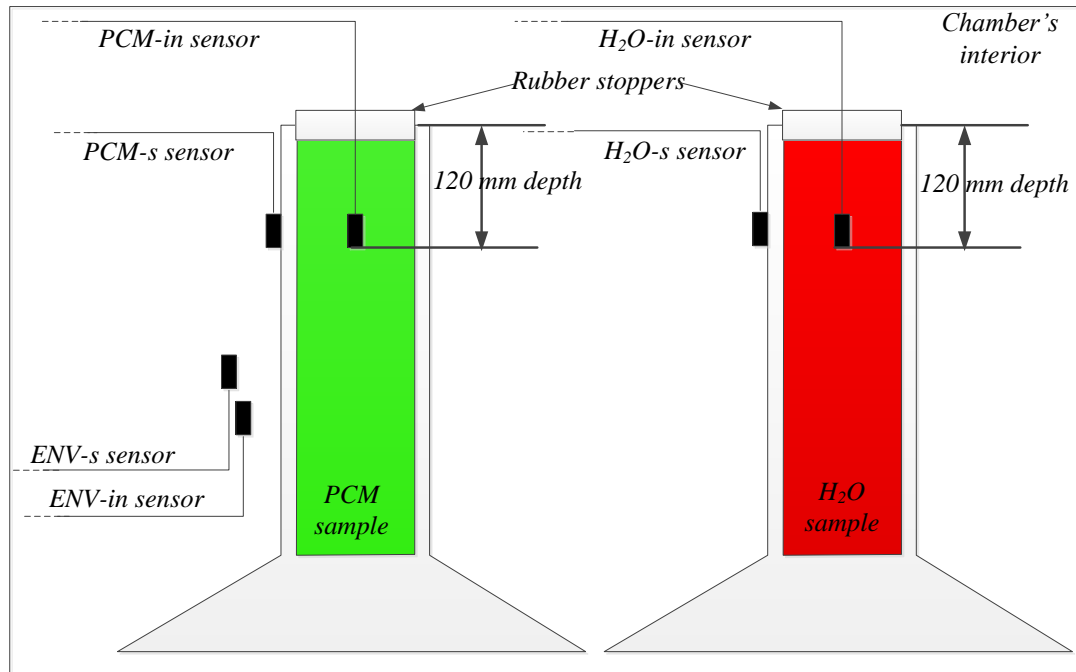 PCM-in sensor
H₂O-in sensor
Chamber's
interior
Rubber stoppers
PCM-s sensor
H₂O-s sensor
120 mm depth
120 mm depth
ENV-s sensor
ENV-in sensor
PCM
sample
H₂O
sample